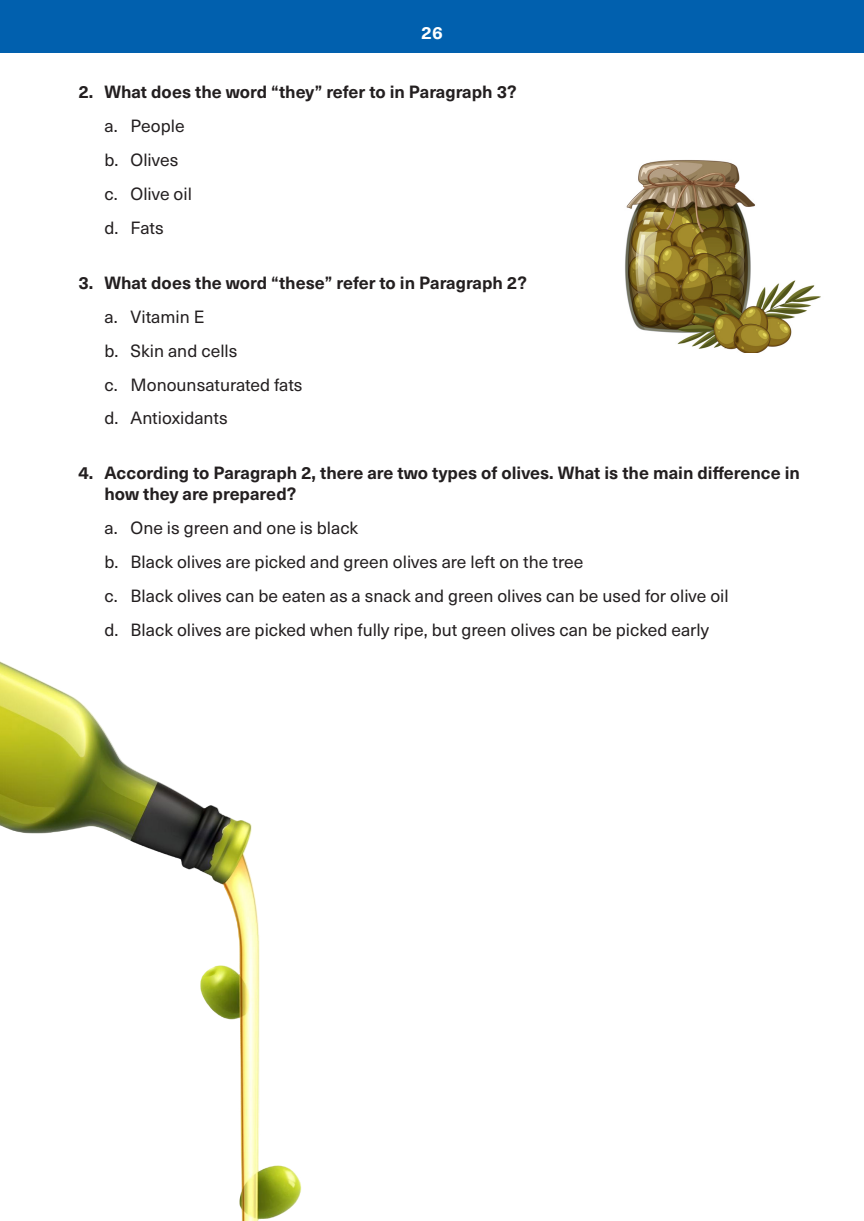 26
2. What does the word “they” refer to in Paragraph 3?
a. People
b. Olives
c. Olive oil
d. Fats
3. What does the word “these” refer to in Paragraph 2?
a. Vitamin E
b. Skin and cells
c. Monounsaturated fats
d. Antioxidants
4. According to Paragraph 2, there are two types of olives. What is the main difference in
how they are prepared?
a. One is green and one is black
b. Black olives are picked and green olives are left on the tree
c. Black olives can be eaten as a snack and green olives can be used for olive oil
d. Black olives are picked when fully ripe, but green olives can be picked early